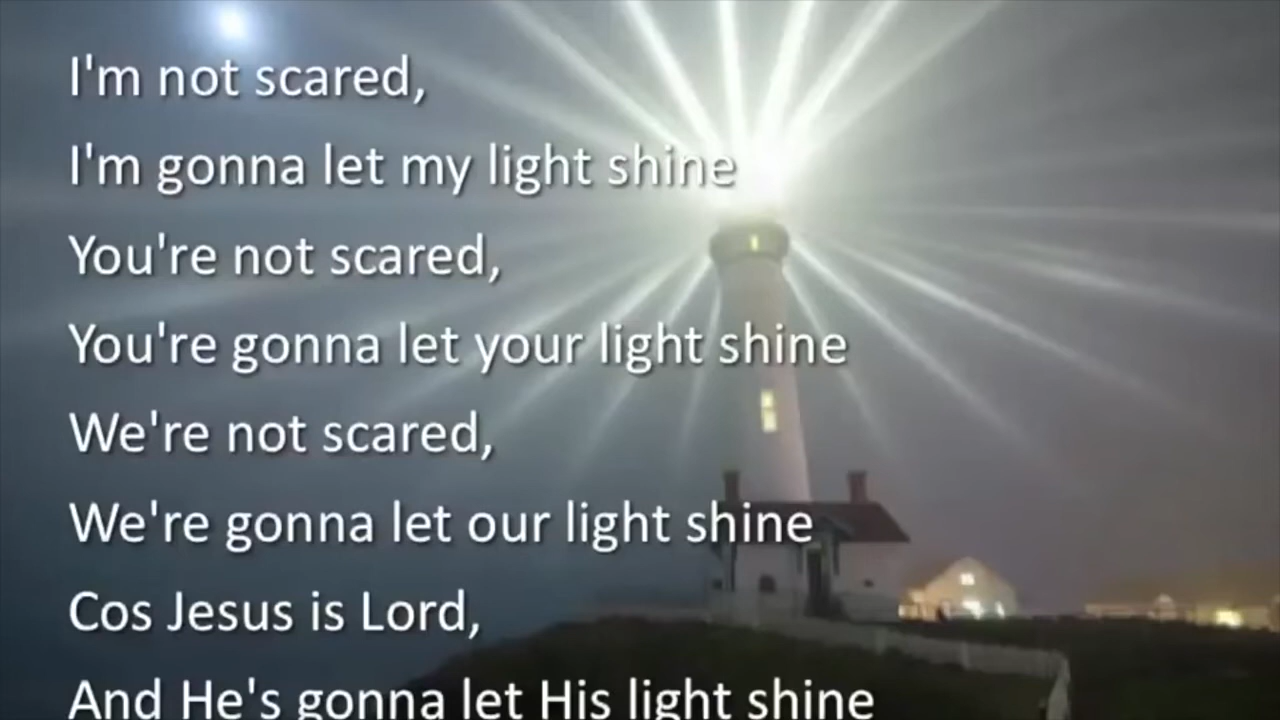 I'm not scared,
I'm gonna let my light shine
You're not scared,
You're gonna let your light shine
We're not scared,
We're gonna let our light shine
Cos Jesus is Lord,
And He's gonna let His light shine